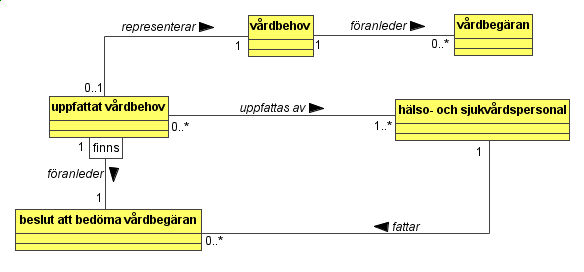 representerar
vårdbehov
föranleder
vårdbegäran
1
1
0..*
0..1
uppfattat vårdbehov
uppfattas av
hälso- och sjukvårdspersonal
0..*
1..*
1
finns
1
föranleder
1
beslut att bedöma vårdbegäran
fattar
0..*